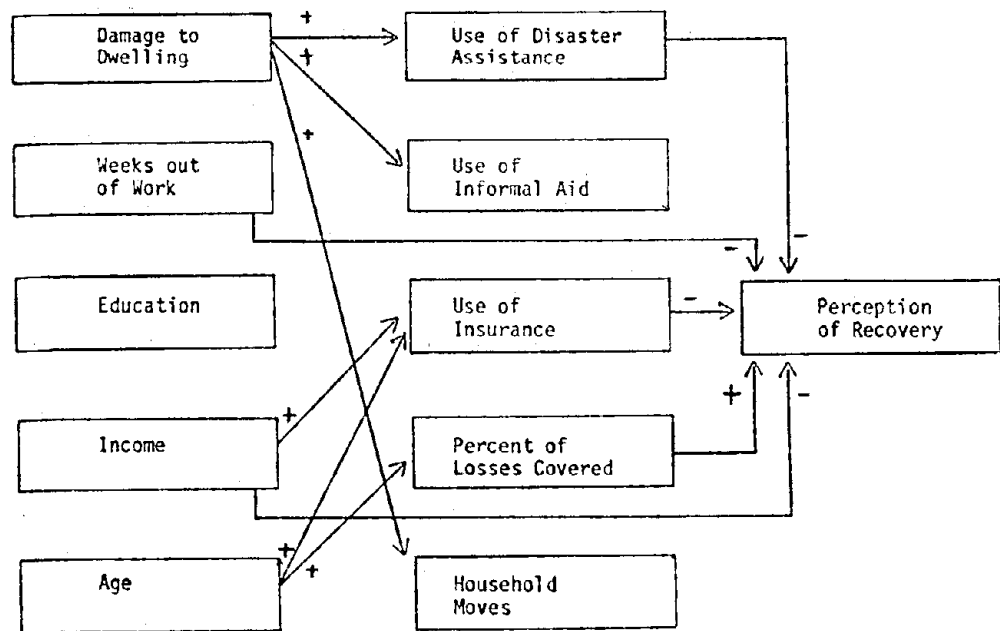 Damage to
Dwelling
+
+
+
Use of Disaster
Assistance
Weeks out
of Work
Use of
Informal Aid
-
-
Education
Use of
Insurance
-
Perception
of Recovery
Income
+
Percent of
Losses Covered
+
-
Age
+
+
Household
Moves